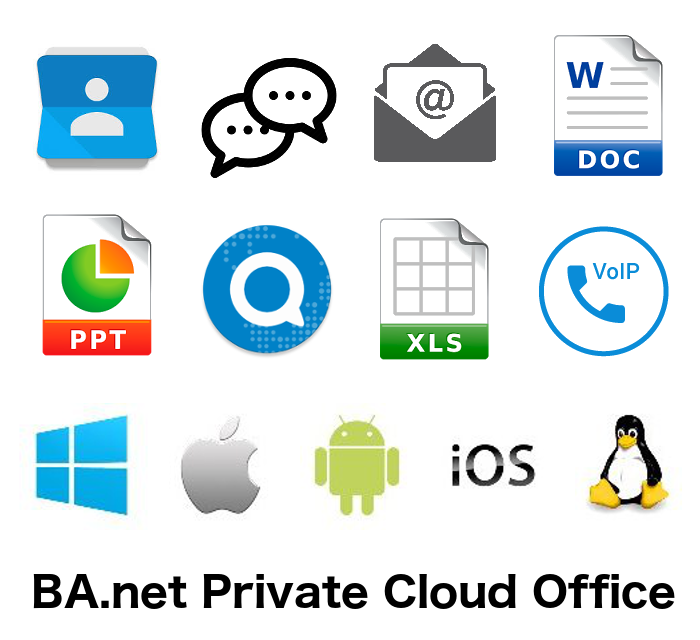 @
W
DOC
PPT
XLS
VoIP
iOS
BA.net Private Cloud Office